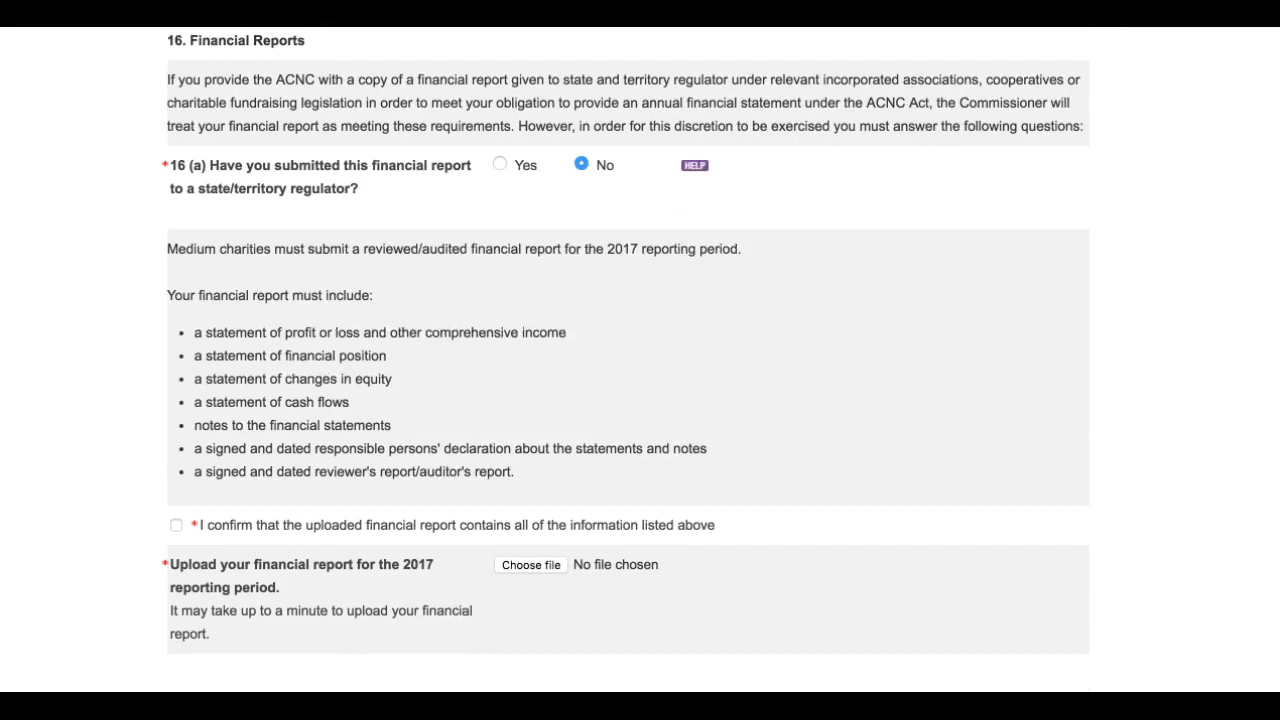 16. Financial Reports
If you provide the ACNC with a copy of a financial report given to state and territory regulator under relevant incorporated associations, cooperatives or
charitable fundraising legislation in order to meet your obligation to provide an annual financial statement under the ACNC Act, the Commissioner will
treat your financial report as meeting these requirements. However, in order for this discretion to be exercised you must answer the following questions:
*16 (a) Have you submitted this financial report Yes No HELP
to a state/territory regulator?
Medium charities must submit a reviewed/audited financial report for the 2017 reporting period.
Your financial report must include:
• a statement of profit or loss and other comprehensive income
• a statement of financial position
• a statement of changes in equity
• a statement of cash flows
• notes to the financial statements
• a signed and dated responsible persons' declaration about the statements and notes
• a signed and dated reviewer's report/auditor's report.
*I confirm that the uploaded financial report contains all of the information listed above
*Upload your financial report for the 2017 Choose file No file chosen
reporting period.
It may take up to a minute to upload your financial
report.